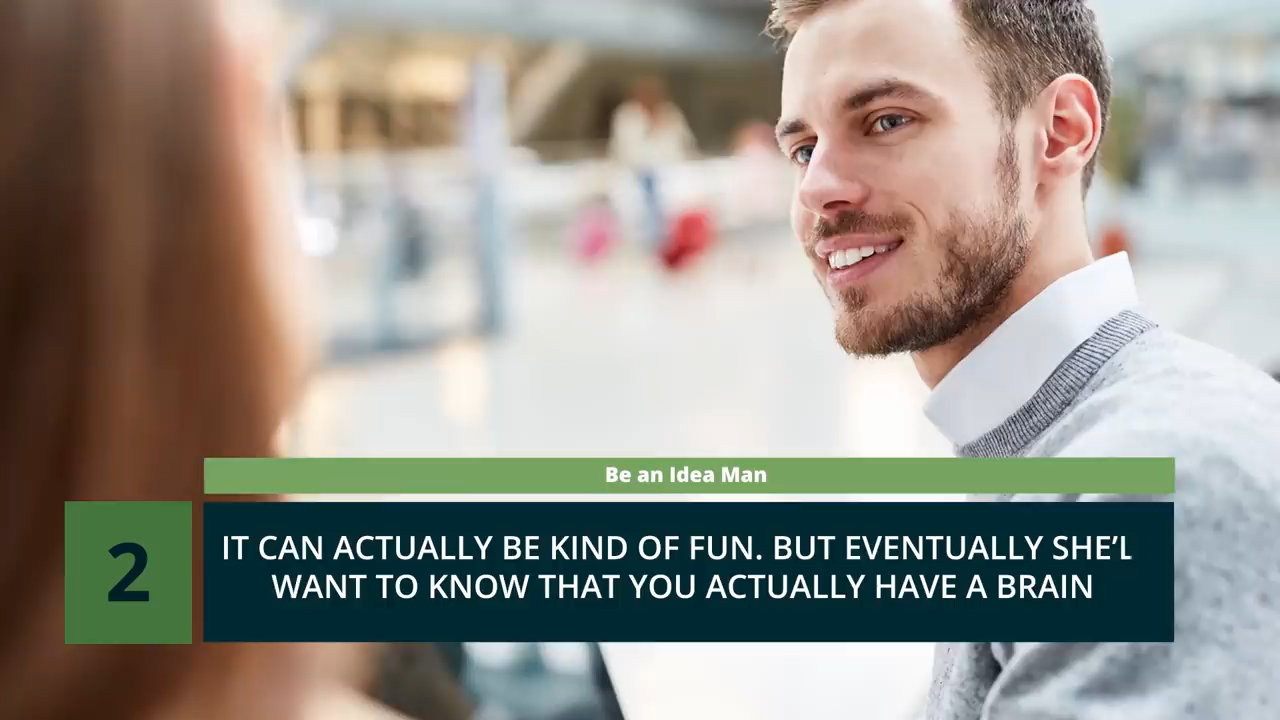 Be an Idea Man
2
IT CAN ACTUALLY BE KIND OF FUN. BUT EVENTUALLY SHE'L
WANT TO KNOW THAT YOU ACTUALLY HAVE A BRAIN